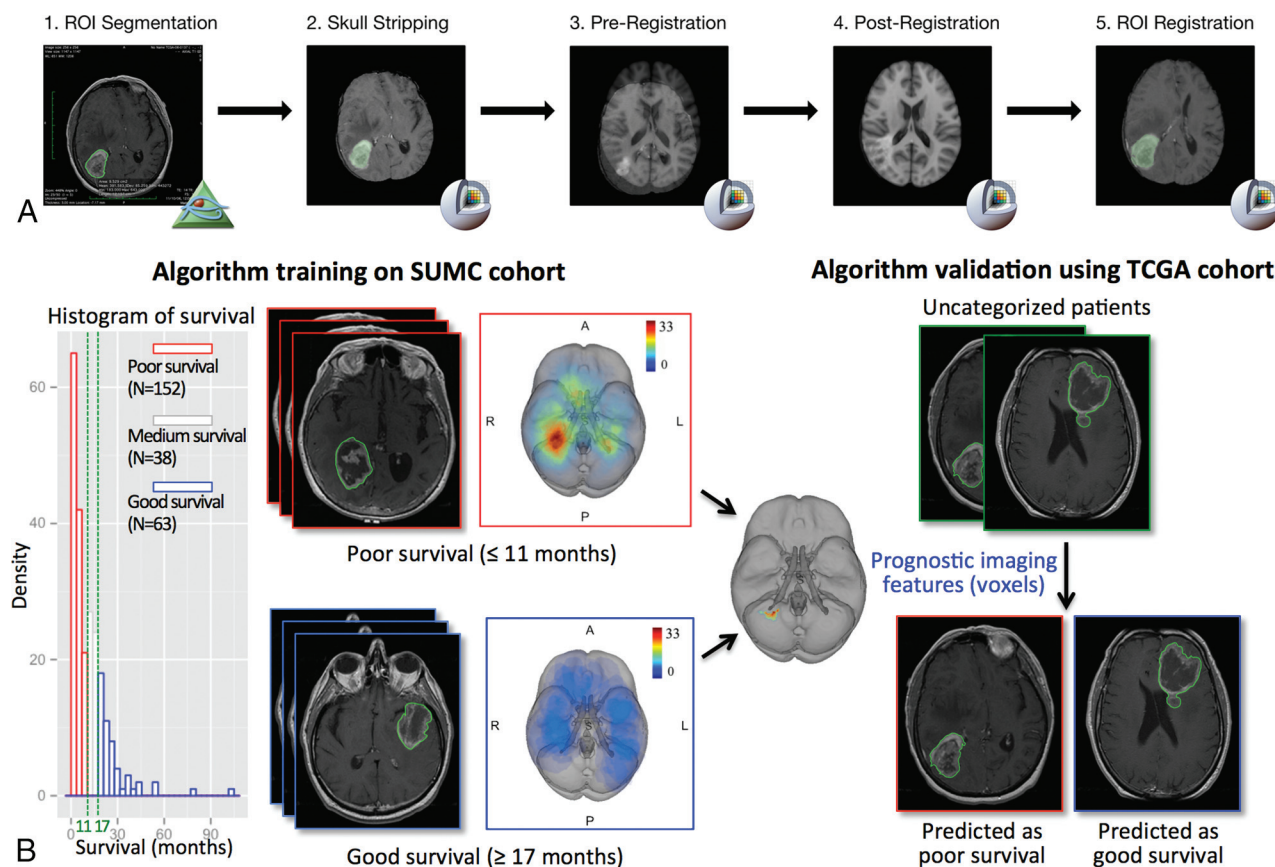 1. ROI Segmentation
2. Skull Stripping
3. Pre-Registration
4. Post-Registration
5. ROI Registration
A
Algorithm training on SUMC cohort
Algorithm validation using TCGA cohort
Histogram of survival
Poor survival
(N=152)
Medium survival
(N=38)
Good survival
(N=63)
Density
60
40
20
0
0
11
17
30
60
90
Survival (months)
A
R
L
S
P
33
0
Poor survival (≤ 11 months)
A
R
L
S
P
33
0
Good survival (≥ 17 months)
S
Uncategorized patients
Prognostic imaging
features (voxels)
Predicted as
poor survival
Predicted as
good survival
B